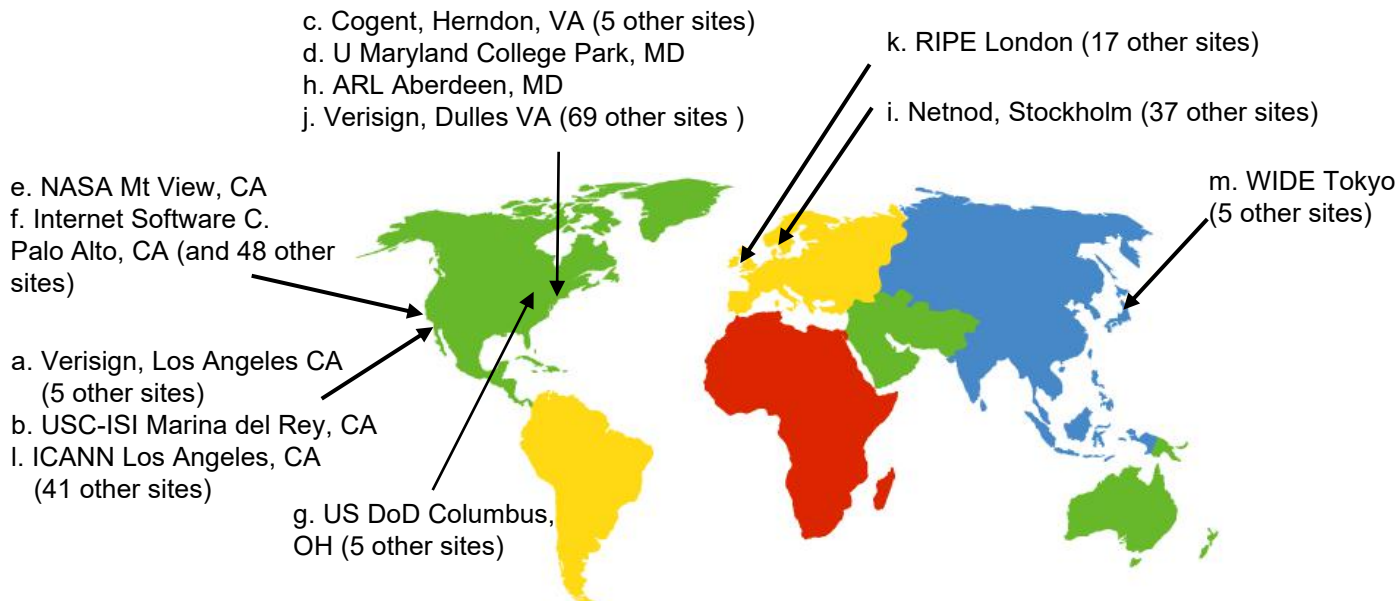 c. Cogent, Herndon, VA (5 other sites)
d. U Maryland College Park, MD
h. ARL Aberdeen, MD
j. Verisign, Dulles VA (69 other sites )
k. RIPE London (17 other sites)
i. Netnod, Stockholm (37 other sites)
m. WIDE Tokyo
(5 other sites)
e. NASA Mt View, CA
f. Internet Software C.
Palo Alto, CA (and 48 other
sites)
a. Verisign, Los Angeles CA
(5 other sites)
b. USC-ISI Marina del Rey, CA
l. ICANN Los Angeles, CA
(41 other sites)
g. US DoD Columbus,
OH (5 other sites)